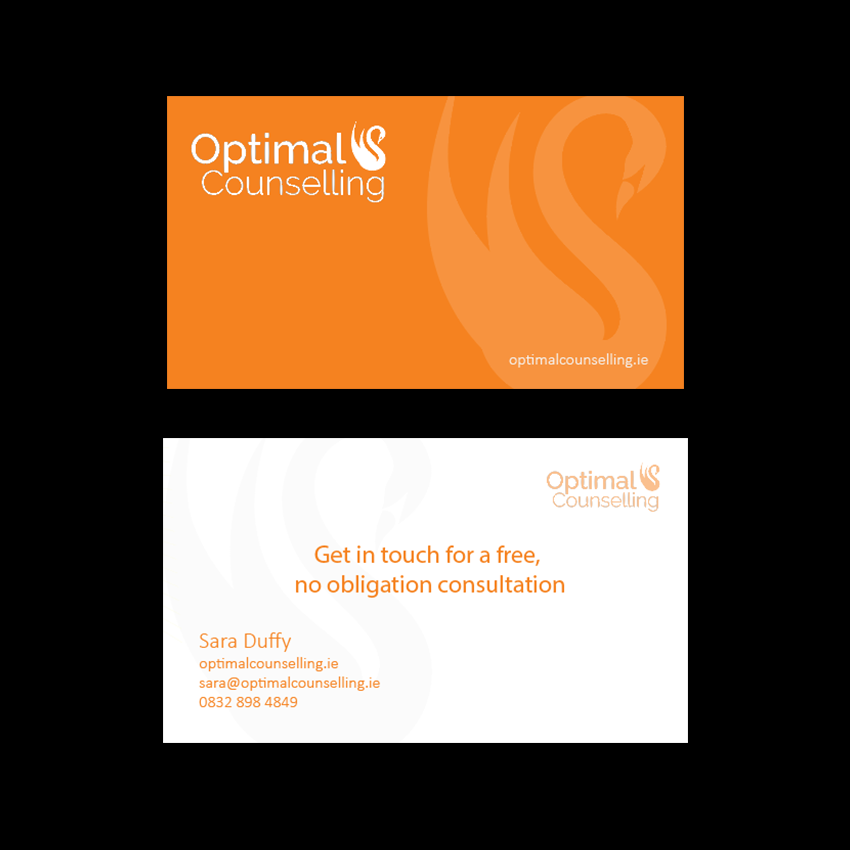 Optimal
Counselling
optimalcounselling.ie
Optimal
Counselling
Get in touch for a free,
no obligation consultation
Sara Duffy
optimalcounselling.ie
sara@optimalcounselling.ie
0832 898 4849